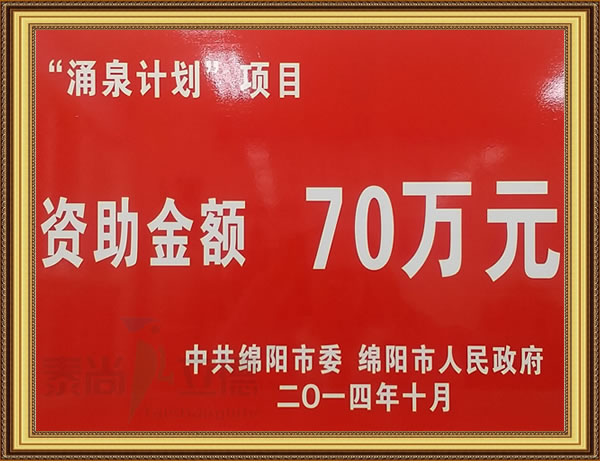 “涌泉计划”项目
资助金额 70万元
中共绵阳市委 绵阳市人民政府
二〇一四年十月